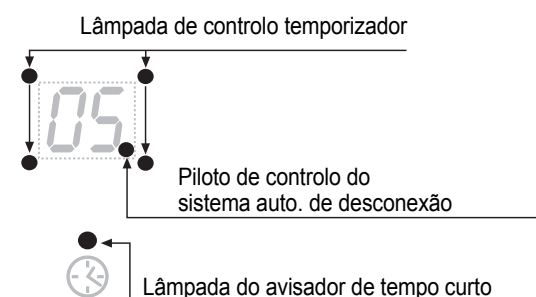 Lâmpada de controlo temporizador
05
Piloto de controlo do
sistema auto. de desconexão
Lâmpada do avisador de tempo curto